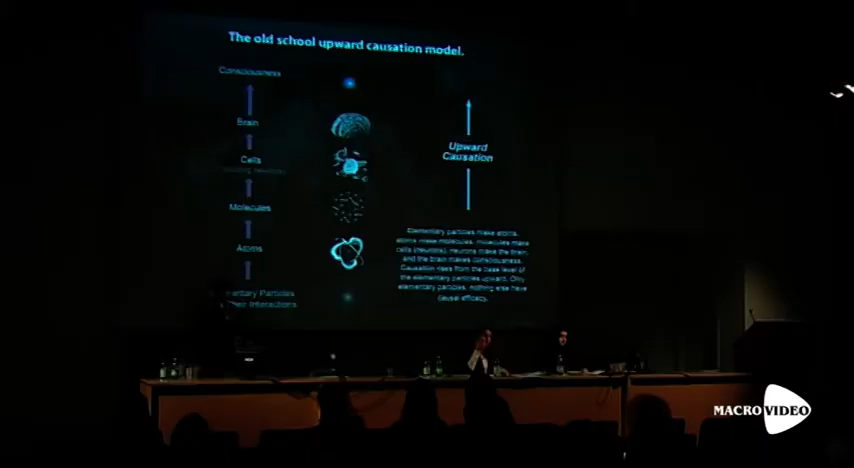 The old school upward causation model.
Consciousness
Brain
Cells
Molecules
Atoms
Particles
Interactions
Upward
Causation
Elementary particles make atoms,
atoms make molecules, molecules make
cells (neurons), neurons make the brain,
and the brain makes consciousness.
Causation rises from the base level of
the elementary particles upward. Only
elementary particles, nothing else have
causal efficacy.
MACROVIDEO